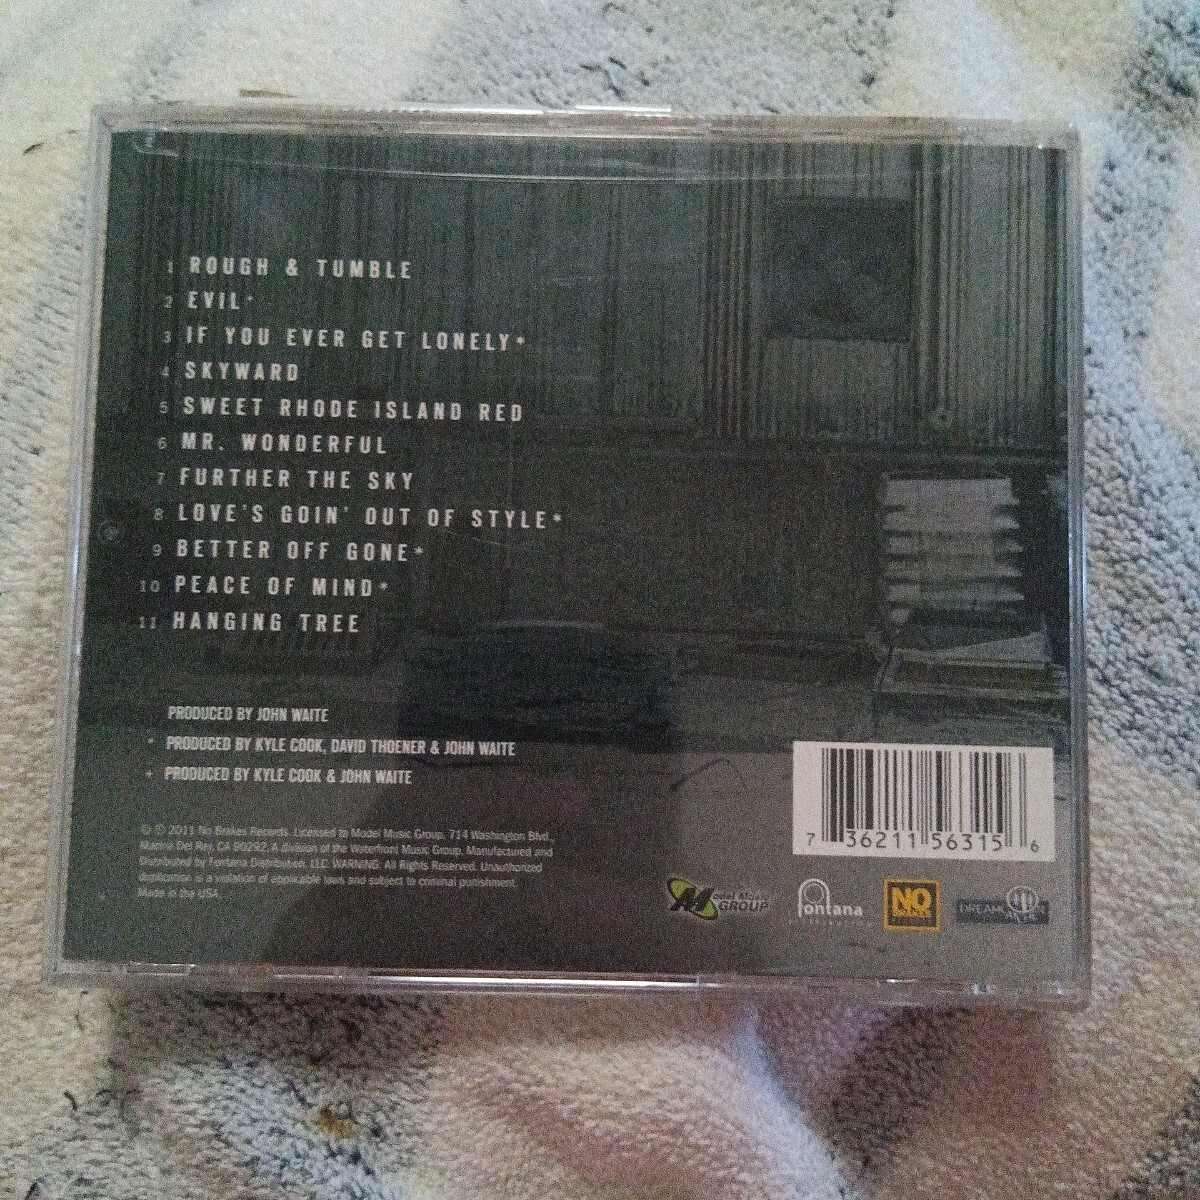 1 ROUGH & TUMBLE
2 EVIL*
3 IF YOU EVER GET LONELY*
4 SKYWARD
5 SWEET RHODE ISLAND RED
6 MR. WONDERFUL
7 FURTHER THE SKY
8 LOVE'S GOIN' OUT OF STYLE*
9 BETTER OFF GONE*
10 PEACE OF MIND*
11 HANGING TREE
PRODUCED BY JOHN WAITE
* PRODUCED BY KYLE COOK, DAVID THOENER & JOHN WAITE
+ PRODUCED BY KYLE COOK & JOHN WAITE
℗ © 2011 No Brakes Records. Licensed to Model Music Group, 714 Washington Blvd.,
Marina Del Rey, CA 90292. A division of the Waterfront Music Group. Manufactured and
Distributed by Fontana Distribution, LLC. WARNING: All Rights Reserved. Unauthorized
duplication is a violation of applicable laws and subject to criminal punishment.
Made in the USA.
7 36211 56315 6
Model Music
GROUP
Fontana
NO